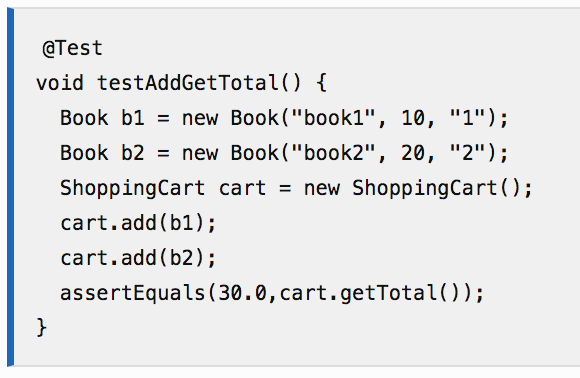 @Test
void testAddGetTotal() {
Book b1 = new Book("book1", 10, "1");
Book b2 = new Book("book2", 20, "2");
ShoppingCart cart = new ShoppingCart();
cart.add(b1);
cart.add(b2);
assertEquals(30.0,cart.getTotal());
}